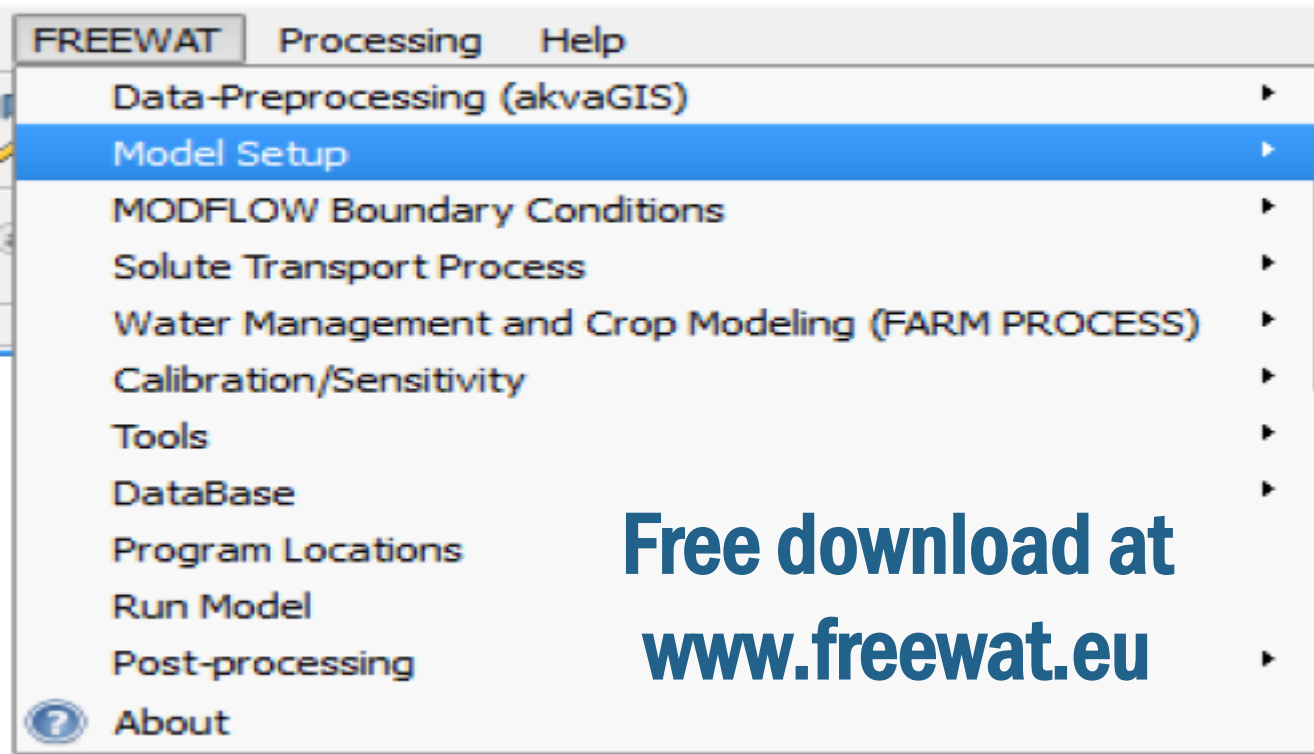 FREEWAT Processing Help
Data-Preprocessing (akvaGIS)
Model Setup
MODFLOW Boundary Conditions
Solute Transport Process
Water Management and Crop Modeling (FARM PROCESS)
Calibration/Sensitivity
Tools
DataBase
Program Locations
Run Model
Post-processing
About
Free download at
www.freewat.eu